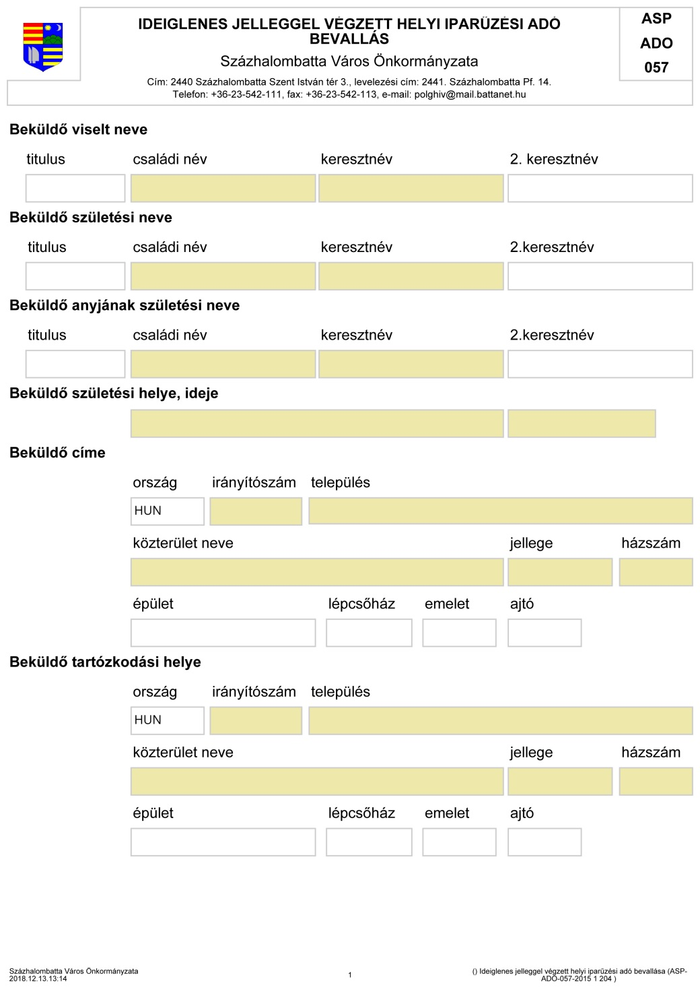 IDEIGLENES JELLEGGEL VÉGZETT HELYI IPARŰZÉSI ADÓ
BEVALLÁS
Százhalombatta Város Önkormányzata
Cím: 2440 Százhalombatta Szent István tér 3., levelezési cím: 2441. Százhalombatta Pf. 14.
Telefon: +36-23-542-111, fax: +36-23-542-113, e-mail: polghiv@mail.battanet.hu
ASP
ADO
057
Beküldő viselt neve
titulus családi név keresztnév 2. keresztnév
Beküldő születési neve
titulus családi név keresztnév 2.keresztnév
Beküldő anyjának születési neve
titulus családi név keresztnév 2.keresztnév
Beküldő születési helye, ideje
Beküldő címe
ország irányítószám település
HUN
közterület neve jellege házszám
épület lépcsőház emelet ajtó
Beküldő tartózkodási helye
ország irányítószám település
HUN
közterület neve jellege házszám
épület lépcsőház emelet ajtó
Százhalombatta Város Önkormányzata
2018.12.13.13:14
1
() Ideiglenes jelleggel végzett helyi iparűzési adó bevallása (ASP-
ADO-057-2015 1 204 )